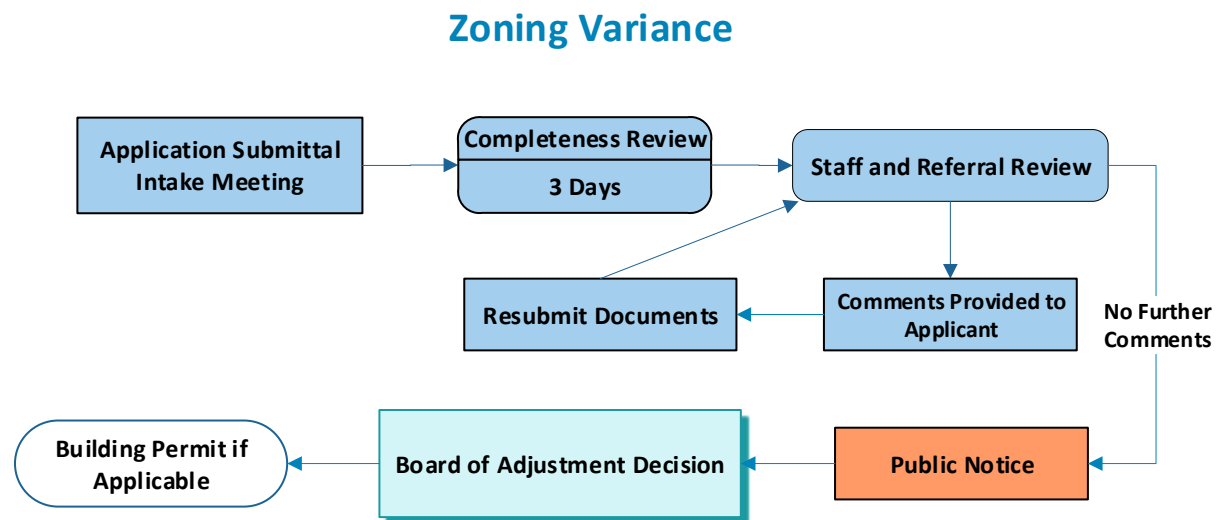 Zoning Variance
Application Submittal
Intake Meeting
Completeness Review
3 Days
Staff and Referral Review
Resubmit Documents
Comments Provided to
Applicant
No Further
Comments
Building Permit if
Applicable
Board of Adjustment Decision
Public Notice